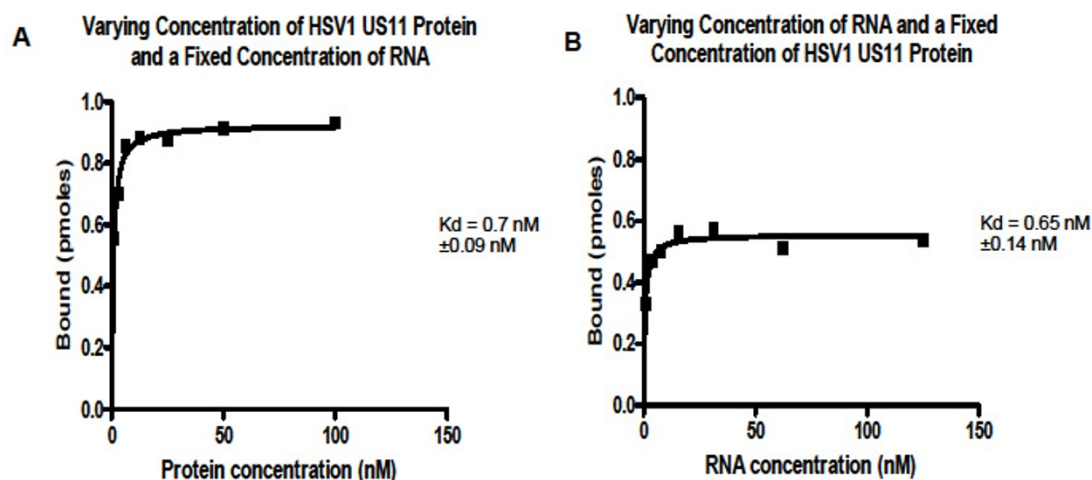 A
Varying Concentration of HSV1 US11 Protein
and a Fixed Concentration of RNA
1.0
0.8
0.6
0.4
0.2
0.0
Bound (pmoles)
0
50
100
150
Protein concentration (nM)
Kd = 0.7 nM
±0.09 nM
B
Varying Concentration of RNA and a Fixed
Concentration of HSV1 US11 Protein
1.0
0.8
0.6
0.4
0.2
0.0
Bound (pmoles)
0
50
100
150
RNA concentration (nM)
Kd = 0.65 nM
±0.14 nM